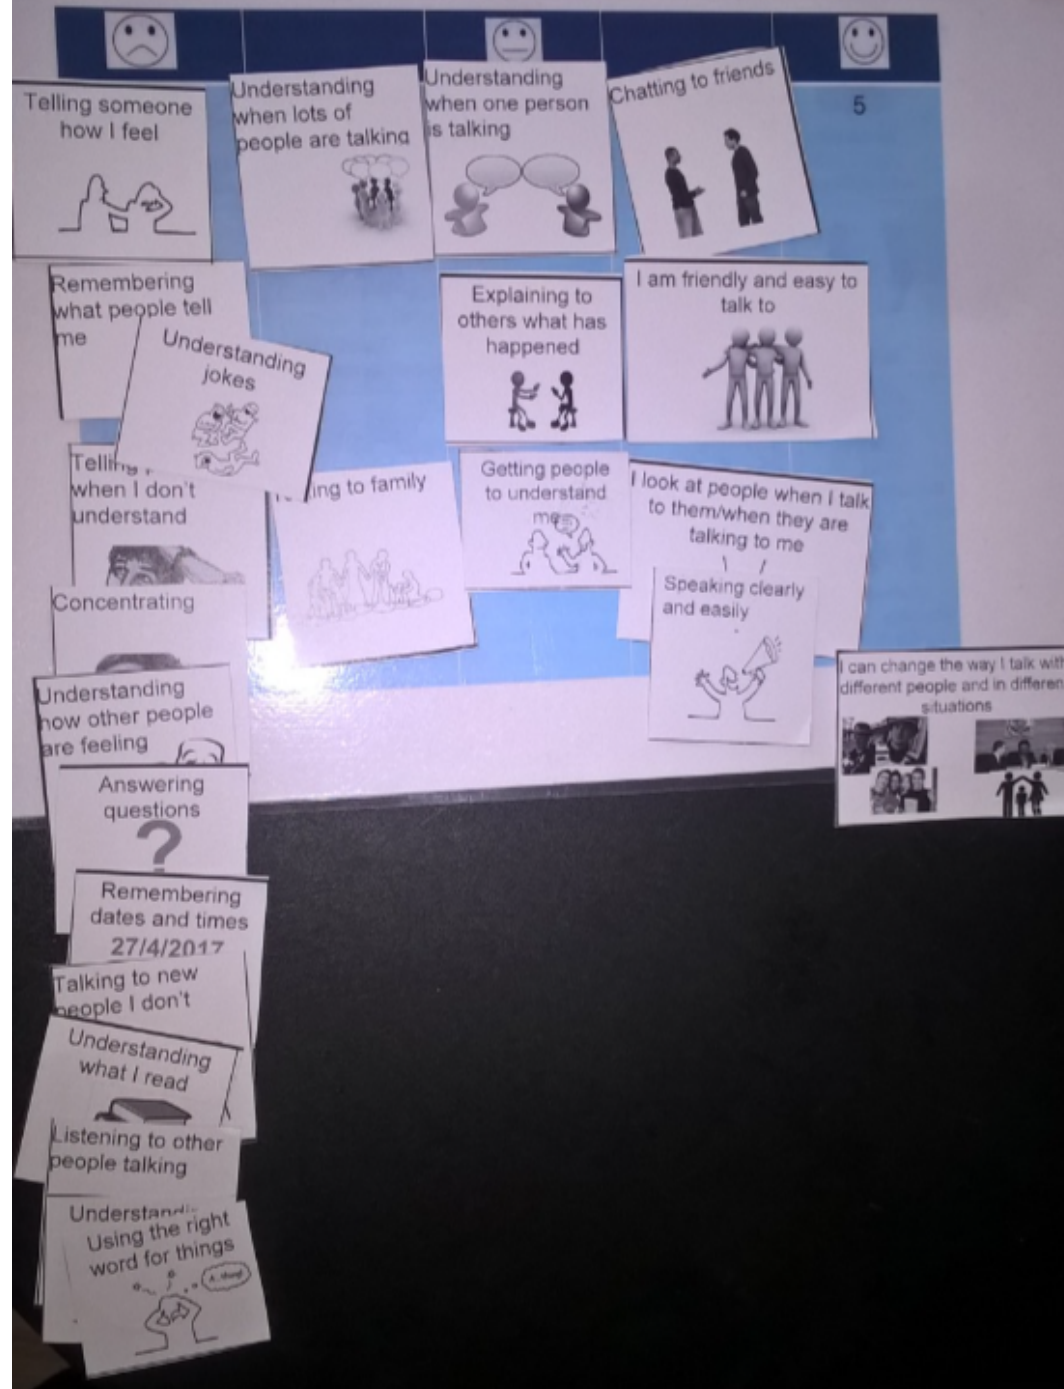 Telling someone
how I feel
Understanding
when lots of
people are talking
Understanding
when one person
is talking
Chatting to friends
5
Remembering
what people tell
me
Understanding
jokes
Explaining to
others what has
happened
I am friendly and easy to
talk to
Telling
when I don't
understand
to family
Getting people
to understand
me
I look at people when I talk
to them/when they are
talking to me
Speaking clearly
and easily
Concentrating
I can change the way I talk with
different people and in differen
situations
Understanding
how other people
are feeling
Answering
questions
?
Remembering
dates and times
27/4/2017
Talking to new
people I don't
Understanding
what I read
Listening to other
people talking
Using the right
word for things